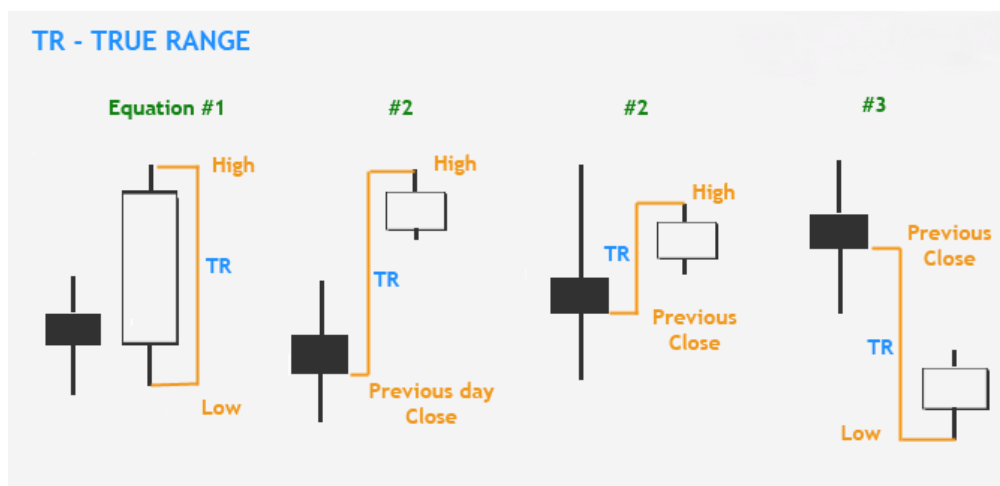 TR - TRUE RANGE
Equation #1
#2
#2
#3
High
TR
Low
High
TR
Previous day
Close
High
TR
Previous
Close
Previous
Close
TR
Low